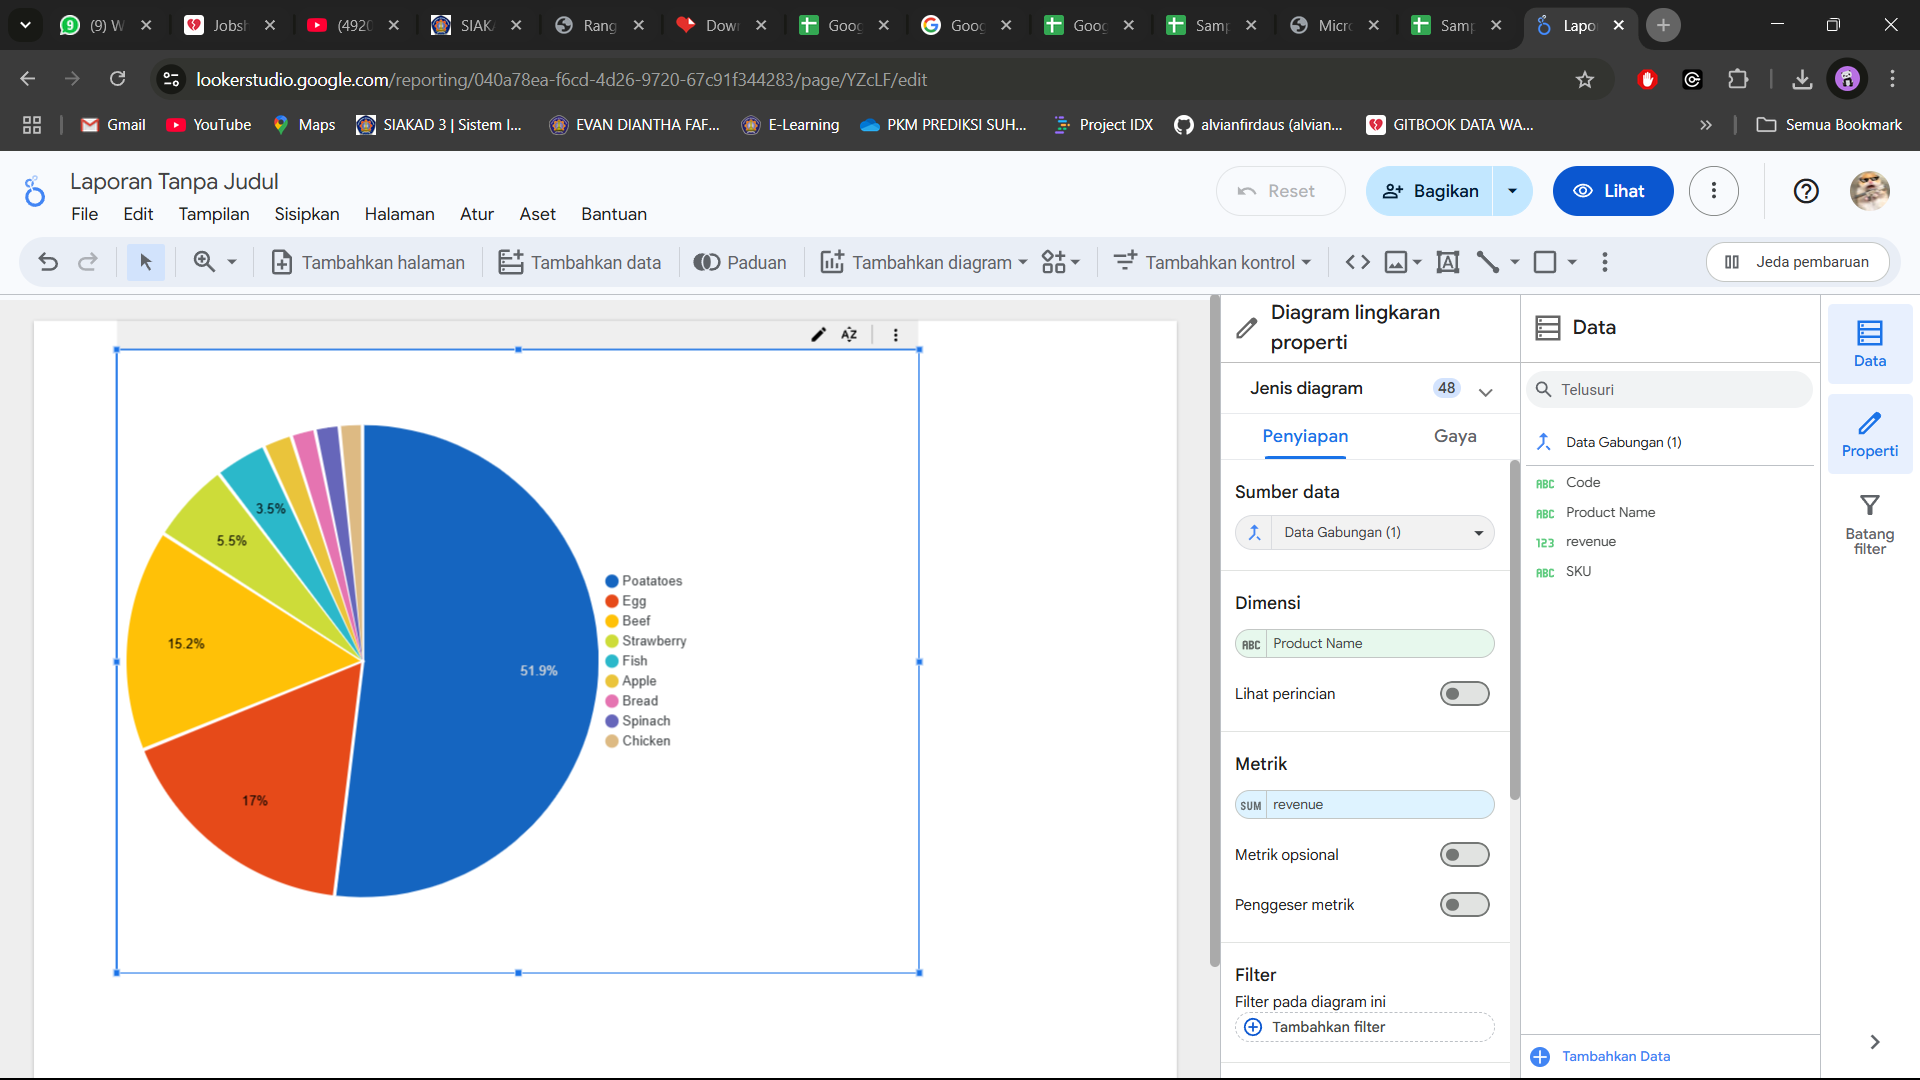 9 (9) W
Jobsh
(492
SIAK
Rang
Dow
Goog
Goog
Goog
Samp
Micr
Samp
Lapo
lookerstudio.google.com/reporting/040a78ea-f6cd-4d26-9720-67c91f344283/page/YZcLF/edit
Gmail
YouTube
Maps
SIAKAD 3 | Sistem I...
EVAN DIANTHA FAF...
E-Learning
PKM PREDIKSI SUH...
Project IDX
alvianfirdaus (alvian...
GITBOOK DATA WA...
»
Semua Bookmark
Laporan Tanpa Judul
File Edit Tampilan Sisipkan Halaman Atur Aset Bantuan
Reset
Bagikan
Lihat
Tambahkan halaman
Tambahkan data
Paduan
Tambahkan diagram
Tambahkan kontrol
Jeda pembaruan
AZ
51.9%
17%
15.2%
5.5%
3.5%
Poatatoes
Egg
Beef
Strawberry
Fish
Apple
Bread
Spinach
Chicken
Diagram lingkaran
properti
Jenis diagram 48
Penyiapan Gaya
Sumber data
Data Gabungan (1)
Dimensi
ABC Product Name
Lihat perincian
Metrik
SUM revenue
Metrik opsional
Penggeser metrik
Filter
Filter pada diagram ini
Tambahkan filter
Data
Telusuri
Data Gabungan (1)
ABC Code
ABC Product Name
123 revenue
ABC SKU
Tambahkan Data
Data
Properti
Batang
filter